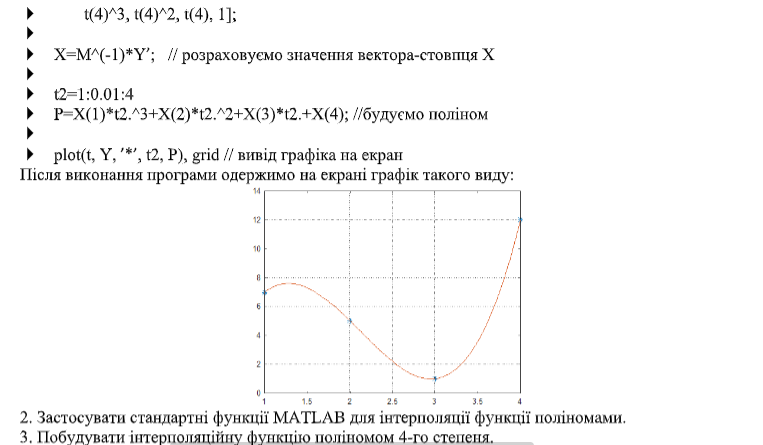 t(4)^3, t(4)^2, t(4), 1];
X=M^(-1)*Y'; // розраховуємо значення вектора-стовпця X
t2=1:0.01:4
P=X(1)*t2.^3+X(2)*t2.^2+X(3)*t2.+X(4); //будуємо поліном
plot(t, Y, '*', t2, P), grid // вивід графіка на екран
Після виконання програми одержимо на екрані графік такого виду:
14
12
10
8
6
4
2
0
1 1.5 2 2.5 3 3.5 4
2. Застосувати стандартні функції MATLAB для інтерполяції функції поліномами.
3. Побудувати інтерполяційну функцію поліномом 4-го степеня.